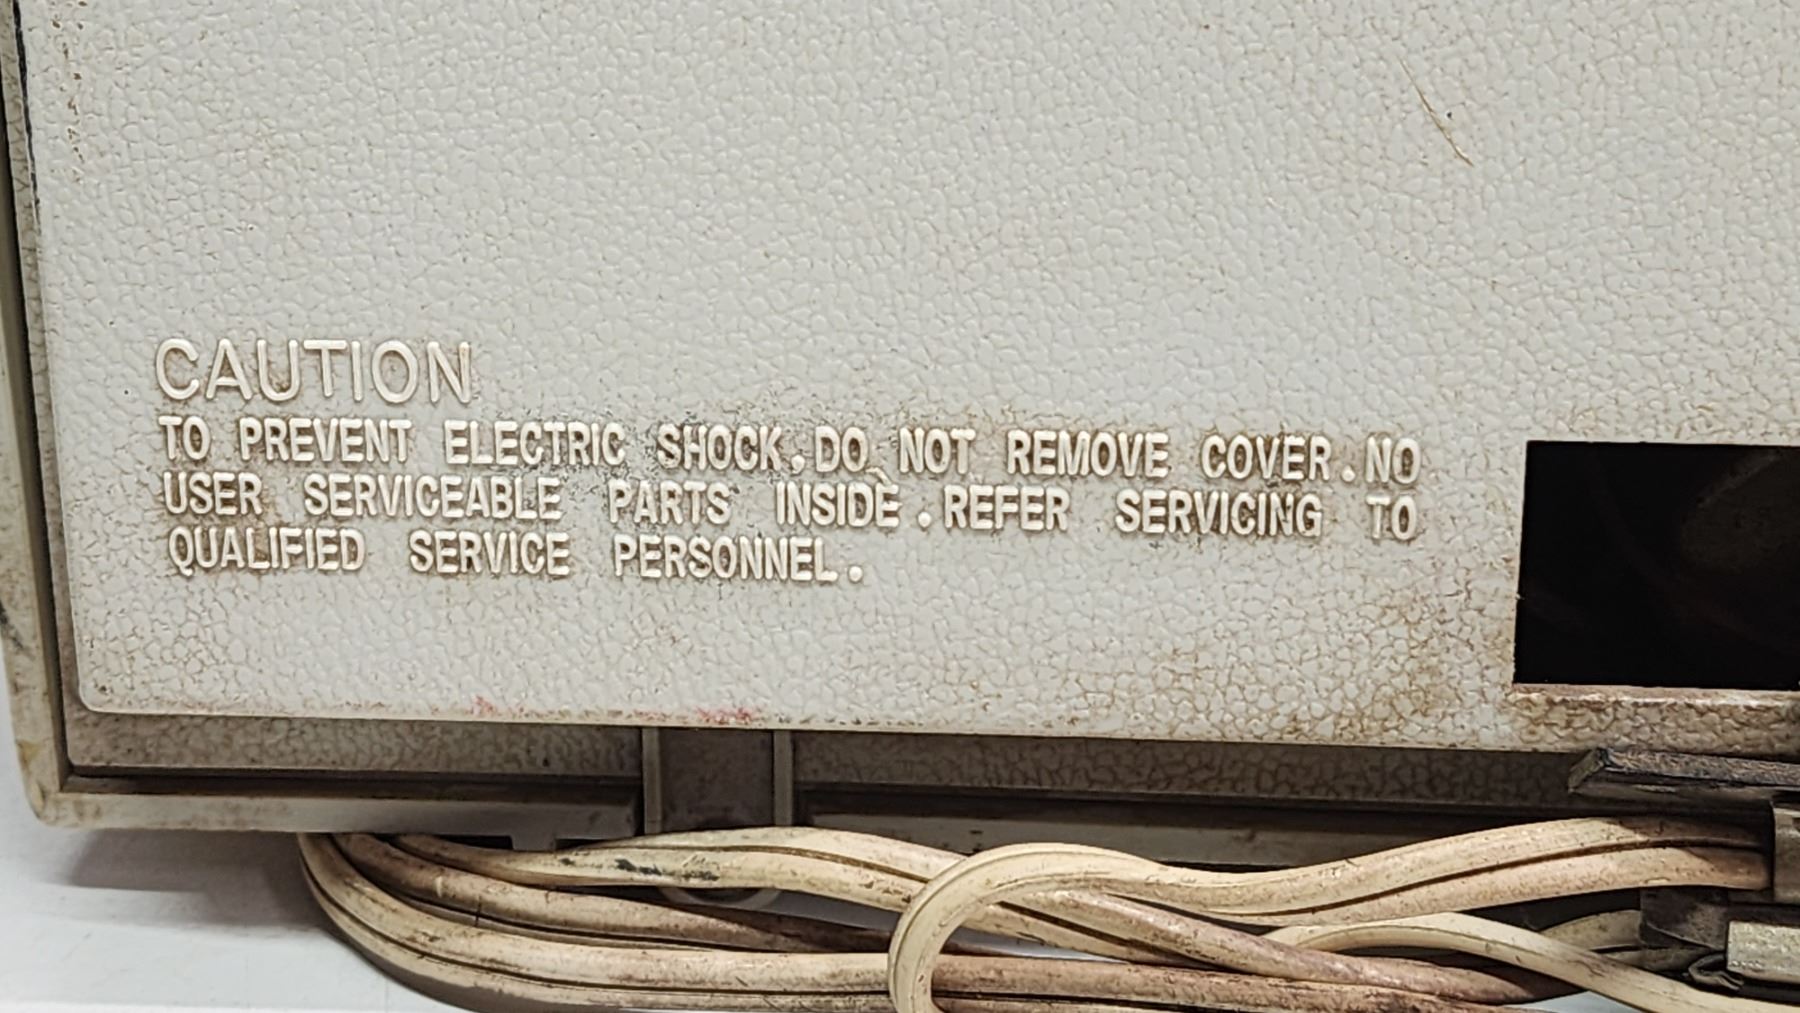 CAUTION
TO PREVENT ELECTRIC SHOCK, DO NOT REMOVE COVER. NO
USER SERVICEABLE PARTS INSIDE. REFER SERVICING TO
QUALIFIED SERVICE PERSONNEL.